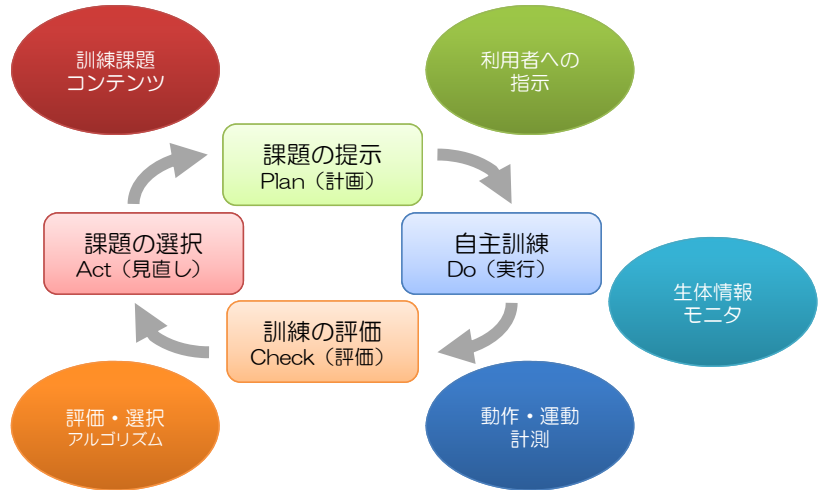 訓練課題
コンテンツ
利用者への
指示
課題の提示
Plan（計画）
課題の選択
Act（見直し）
自主訓練
Do（実行）
生体情報
モニタ
訓練の評価
Check（評価）
評価・選択
アルゴリズム
動作・運動
計測